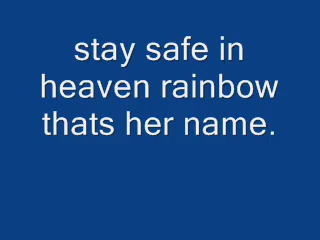 stay safe in
heaven rainbow
thats her name.